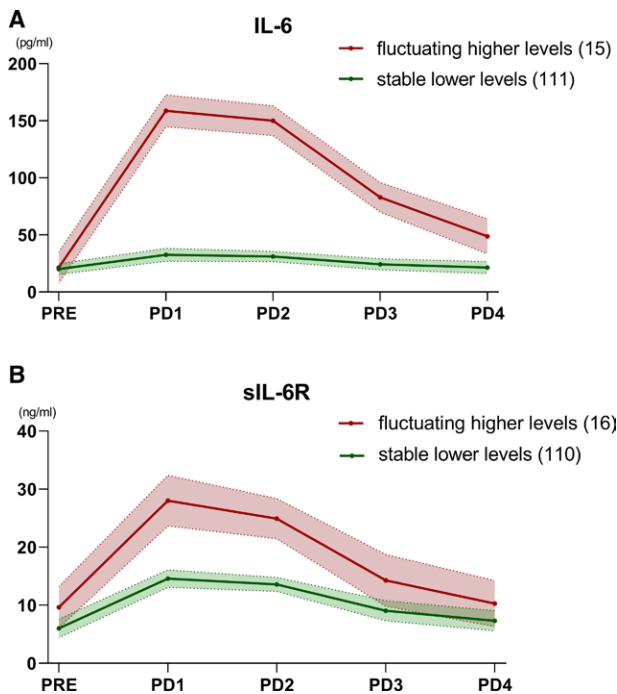 A
IL-6
(pg/ml)
fluctuating higher levels (15)
stable lower levels (111)
200
150
100
50
0
PRE PD1 PD2 PD3 PD4
B
sIL-6R
(ng/ml)
fluctuating higher levels (16)
stable lower levels (110)
40
30
20
10
0
PRE PD1 PD2 PD3 PD4